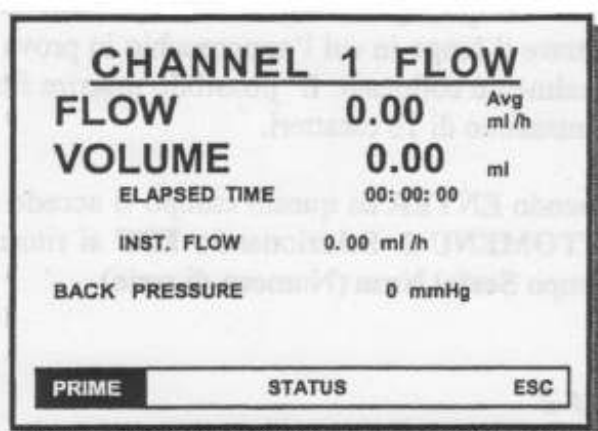 CHANNEL 1 FLOW
FLOW 0.00 Avg ml/h
VOLUME 0.00 ml
ELAPSED TIME 00:00:00
INST. FLOW 0.00 ml/h
BACK PRESSURE 0 mmHg
PRIME STATUS ESC